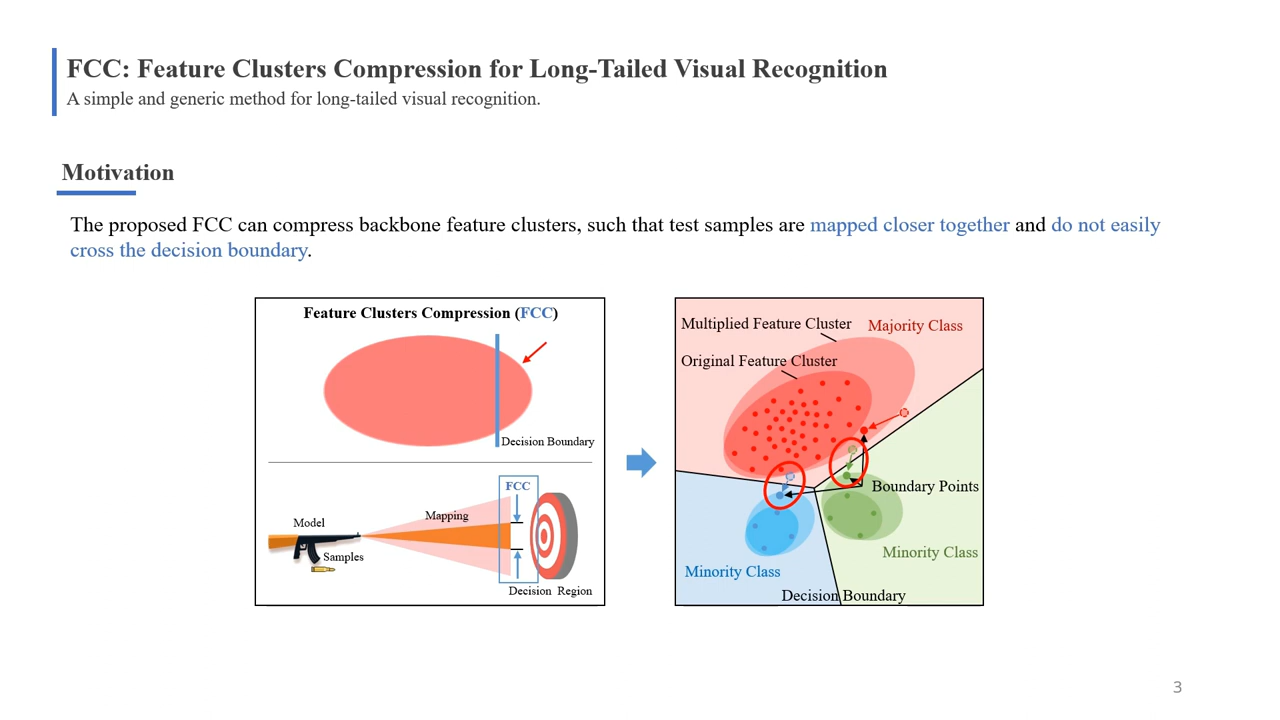 FCC: Feature Clusters Compression for Long-Tailed Visual Recognition
A simple and generic method for long-tailed visual recognition.
Motivation
The proposed FCC can compress backbone feature clusters, such that test samples are mapped closer together and do not easily
cross the decision boundary.
Feature Clusters Compression (FCC)
Decision Boundary
FCC
Mapping
Model
Samples
Decision Region
Multiplied Feature Cluster
Majority Class
Original Feature Cluster
Boundary Points
Minority Class
Minority Class
Decision Boundary
3